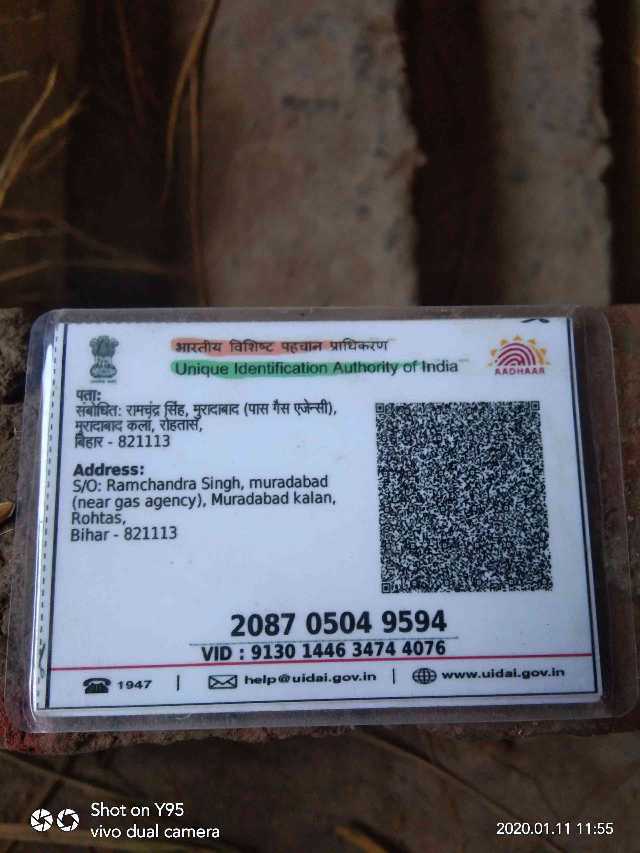 भारतीय विशिष्ट पहचान प्राधिकरण
Unique Identification Authority of India
AADHAAR
पता:
संबोधित: रामचंद्र सिंह, मुरादाबाद (पास गैस एजेन्सी),
मुरादाबाद कला, रोहतास,
बिहार - 821113
Address:
S/O: Ramchandra Singh, muradabad
(near gas agency), Muradabad kalan,
Rohtas,
Bihar - 821113
2087 0504 9594
VID : 9130 1446 3474 4076
1947 | help@uidai.gov.in | www.uidai.gov.in
Shot on Y95
vivo dual camera
2020.01.11 11:55